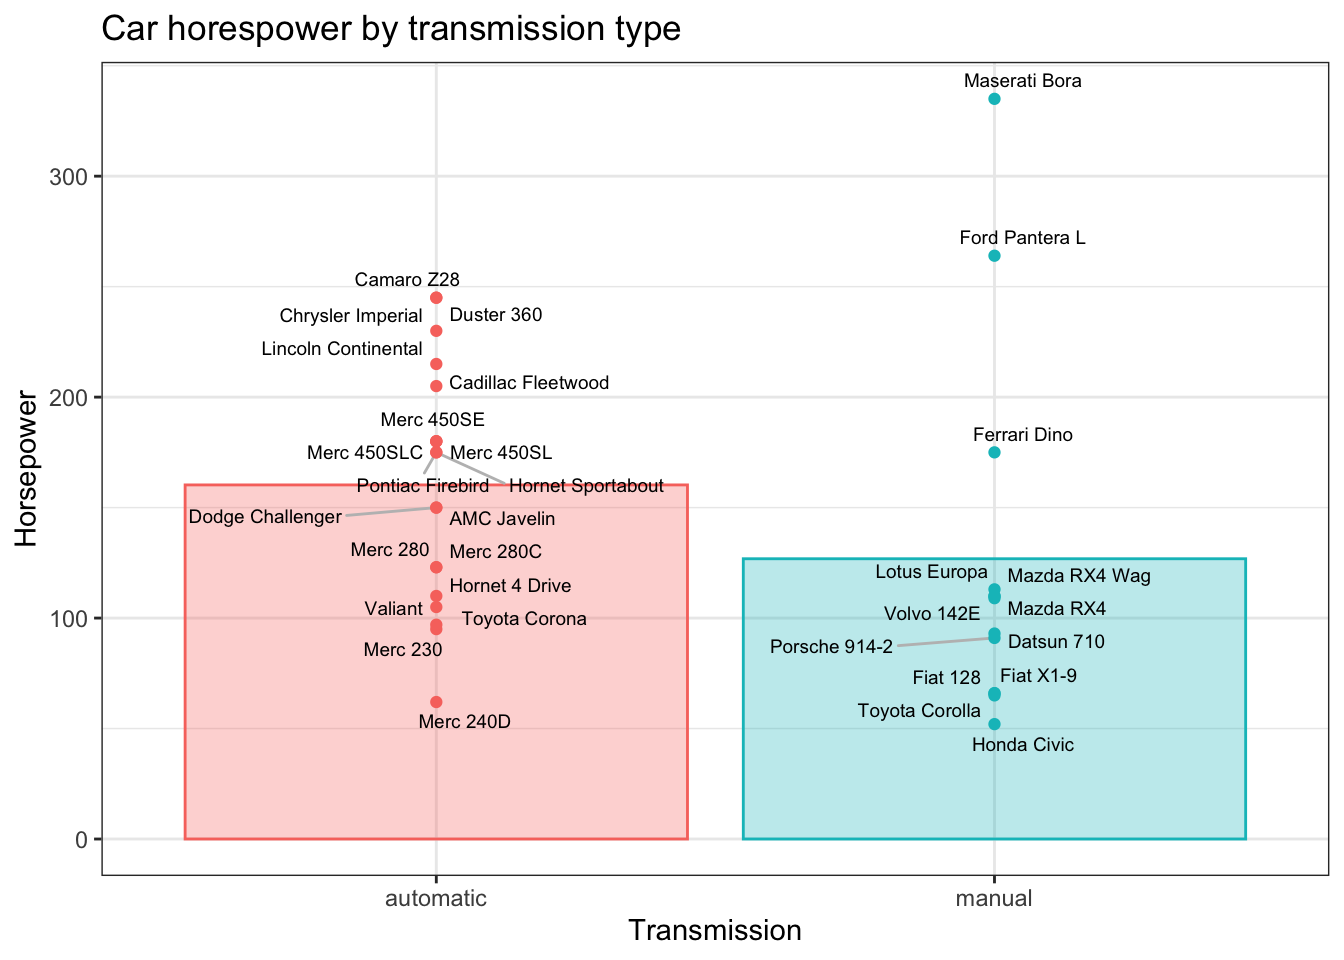 Car horespower by transmission type
Horsepower
300
200
100
0
Camaro Z28
Chrysler Imperial
Duster 360
Lincoln Continental
Cadillac Fleetwood
Merc 450SE
Merc 450SLC
Merc 450SL
Pontiac Firebird
Hornet Sportabout
Dodge Challenger
AMC Javelin
Merc 280
Merc 280C
Hornet 4 Drive
Valiant
Toyota Corona
Merc 230
Merc 240D
Maserati Bora
Ford Pantera L
Ferrari Dino
Lotus Europa
Mazda RX4 Wag
Mazda RX4
Volvo 142E
Datsun 710
Porsche 914-2
Fiat 128
Fiat X1-9
Toyota Corolla
Honda Civic
automatic
manual
Transmission